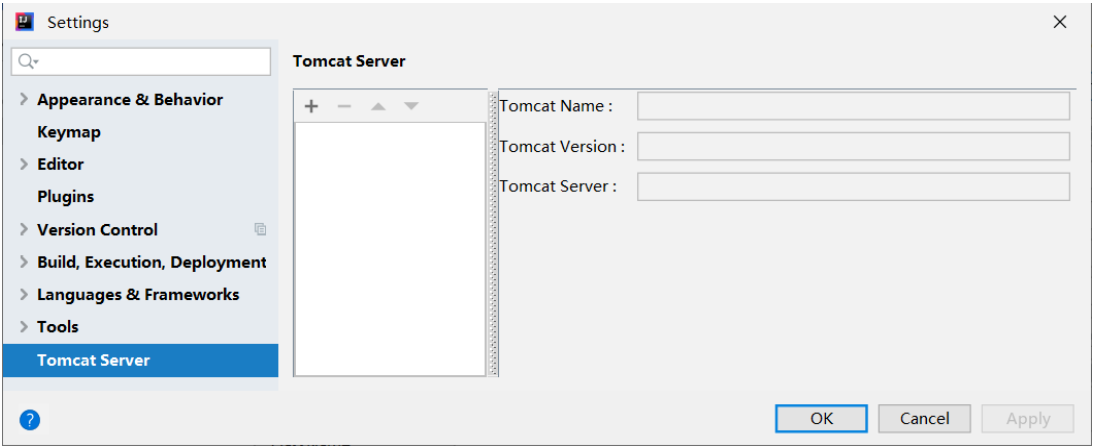 Settings
Tomcat Server
Appearance & Behavior
Keymap
Editor
Plugins
Version Control
Build, Execution, Deployment
Languages & Frameworks
Tools
Tomcat Server
Tomcat Name :
Tomcat Version :
Tomcat Server :
?
OK
Cancel
Apply